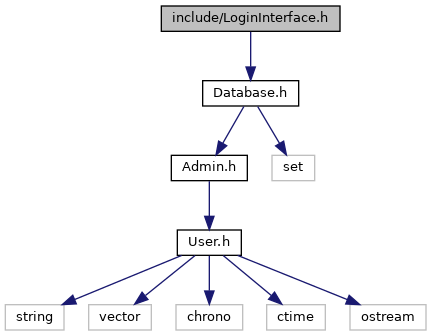 include/LoginInterface.h
Database.h
Admin.h
set
User.h
string
vector
chrono
ctime
ostream